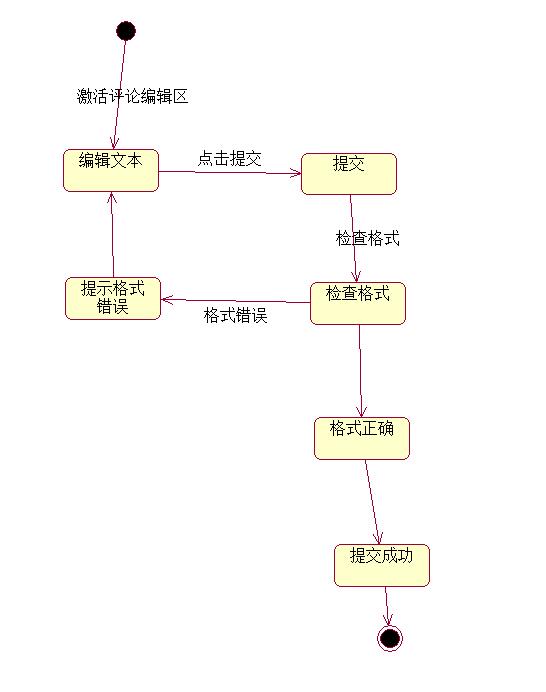 激活评论编辑区
编辑文本
点击提交
提交
检查格式
检查格式
提示格式
错误
格式错误
格式正确
提交成功